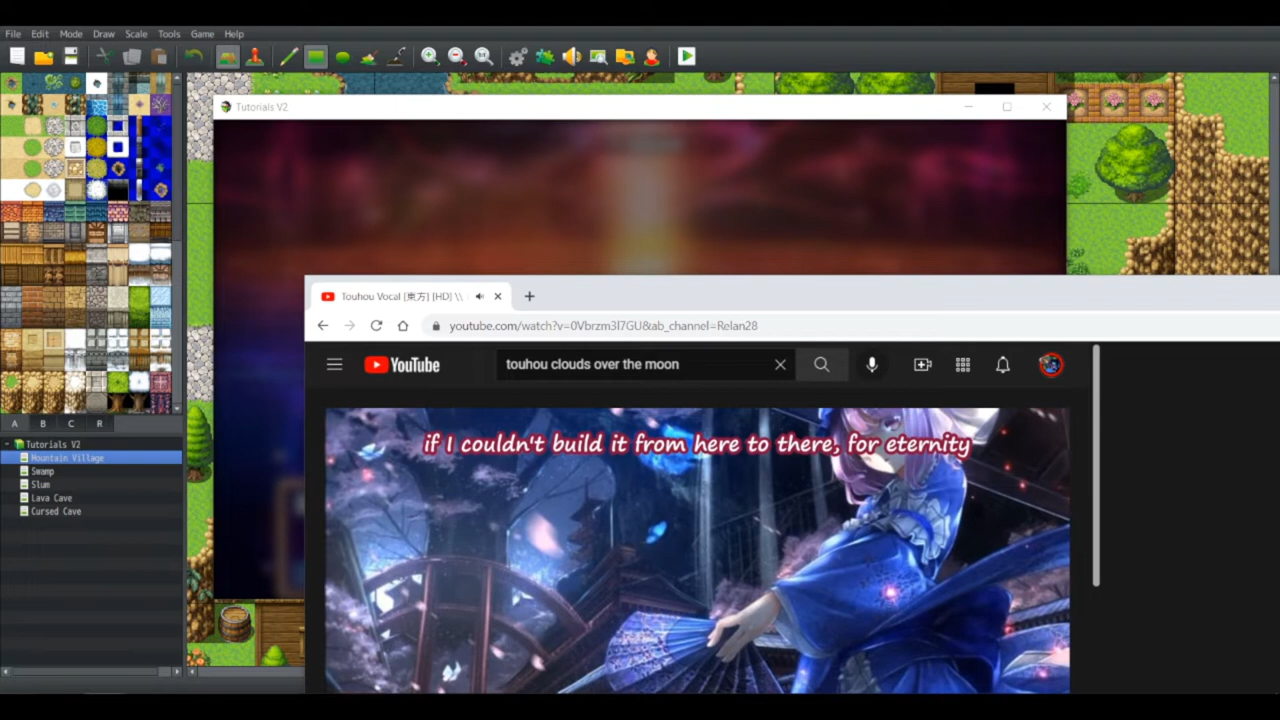 File Edit Mode Draw Scale Tools Game Help
Tutorials V2
Touhou Vocal [東方] [HD] \\
youtube.com/watch?v=0Vbrzm3l7GU&ab_channel=Relan28
YouTube
touhou clouds over the moon
if I couldn't build it from here to there, for eternity
A B C R
Tutorials V2
Mountain Village
Swamp
Slum
Lava Cave
Cursed Cave